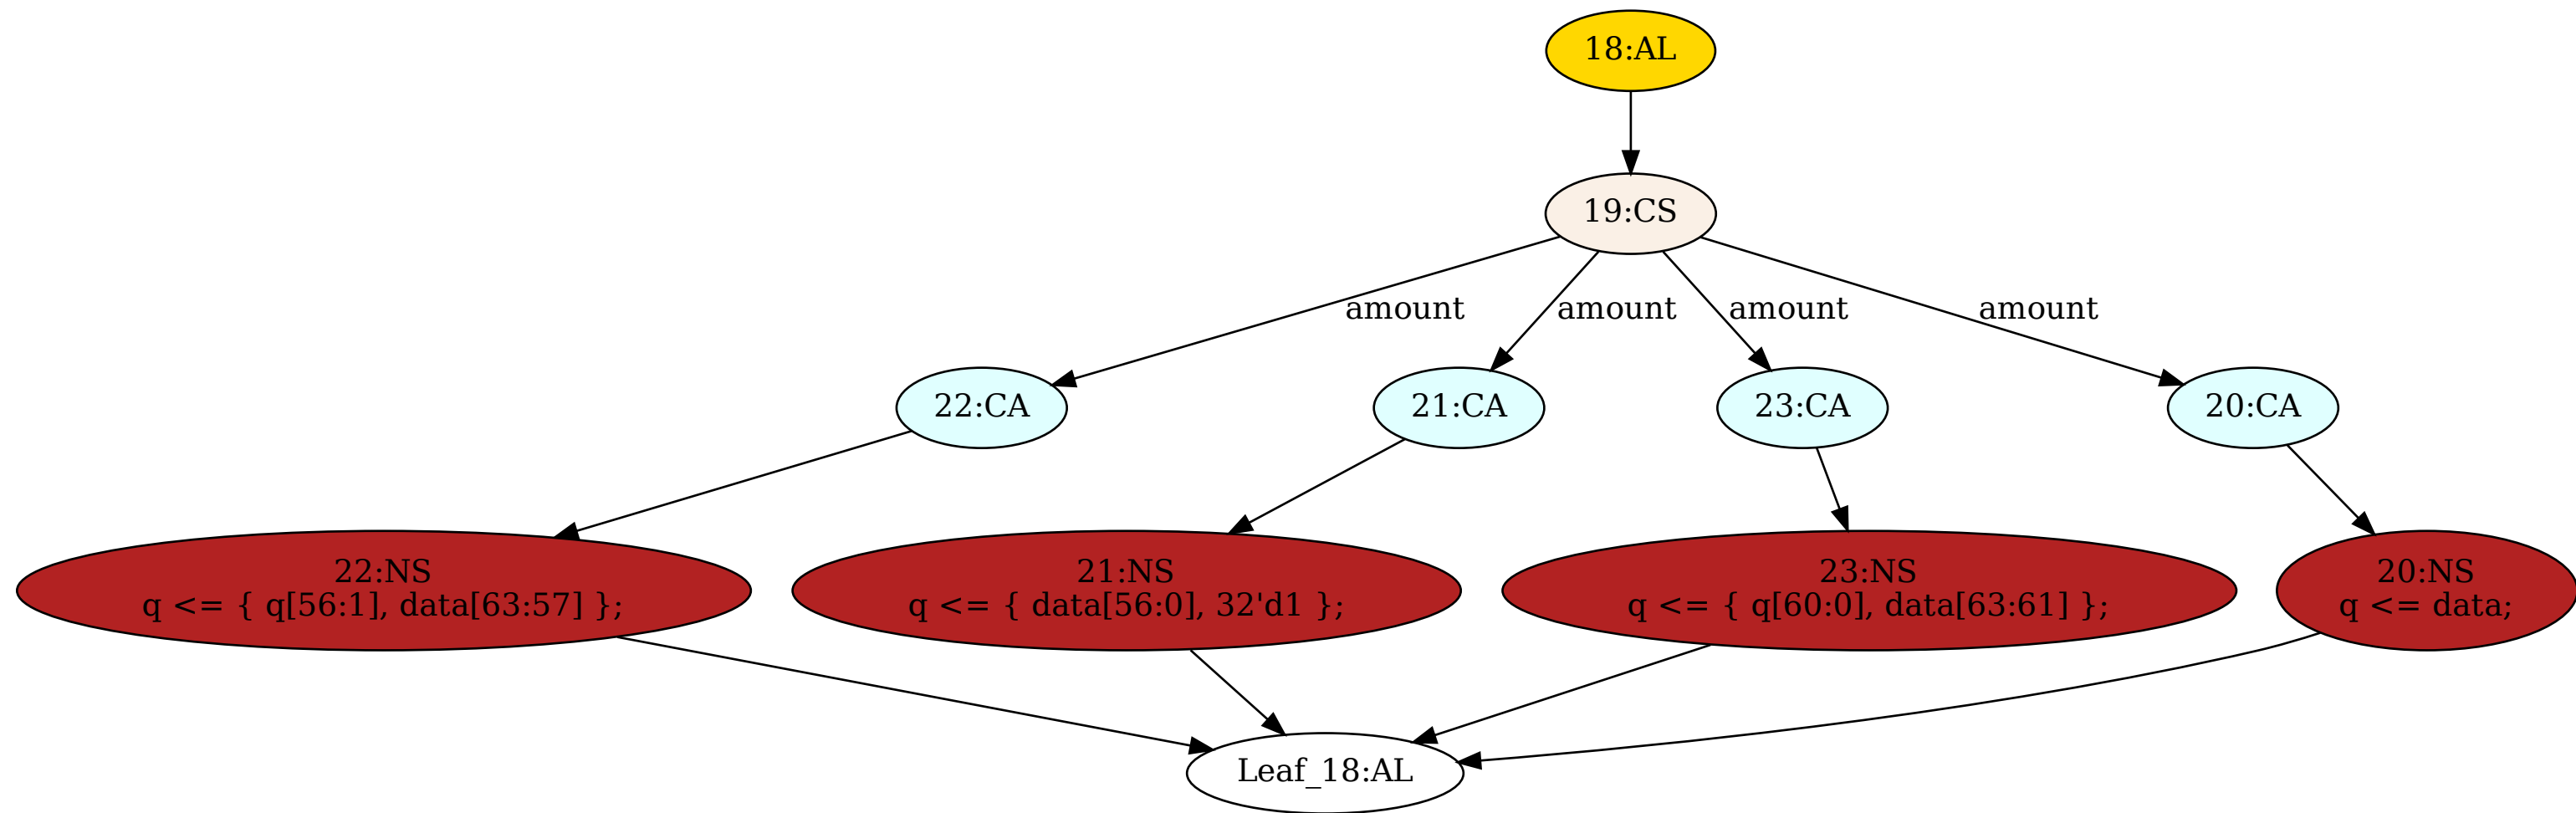 18:AL
19:CS
amount
amount
amount
amount
22:CA
21:CA
23:CA
20:CA
22:NS
q <= { q[56:1], data[63:57] };
21:NS
q <= { data[56:0], 32'd1 };
23:NS
q <= { q[60:0], data[63:61] };
20:NS
q <= data;
Leaf_18:AL